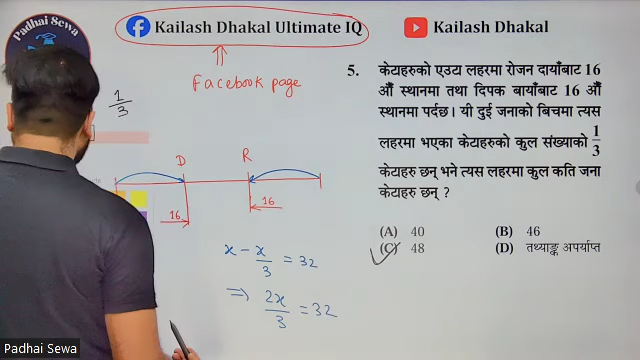 Padhai Sewa
Kailash Dhakal Ultimate IQ
Kailash Dhakal
Facebook page
1/3
5. केटाहरुको एउटा लहरमा रोजन दायाँबाट 16
औं स्थानमा तथा दिपक बायाँबाट 16 औं
स्थानमा पर्दछ। यी दुई जनाको बिचमा त्यस
लहरमा भएका केटाहरुको कुल संख्याको 1/3
केटाहरु छन् भने त्यस लहरमा कुल कति जना
केटाहरु छन् ?
D R
16 16
x - x/3 = 32
⇒ 2x/3 = 32
(A) 40 (B) 46
(C) 48 (D) तथ्याङ्क अपर्याप्त
Padhai Sewa